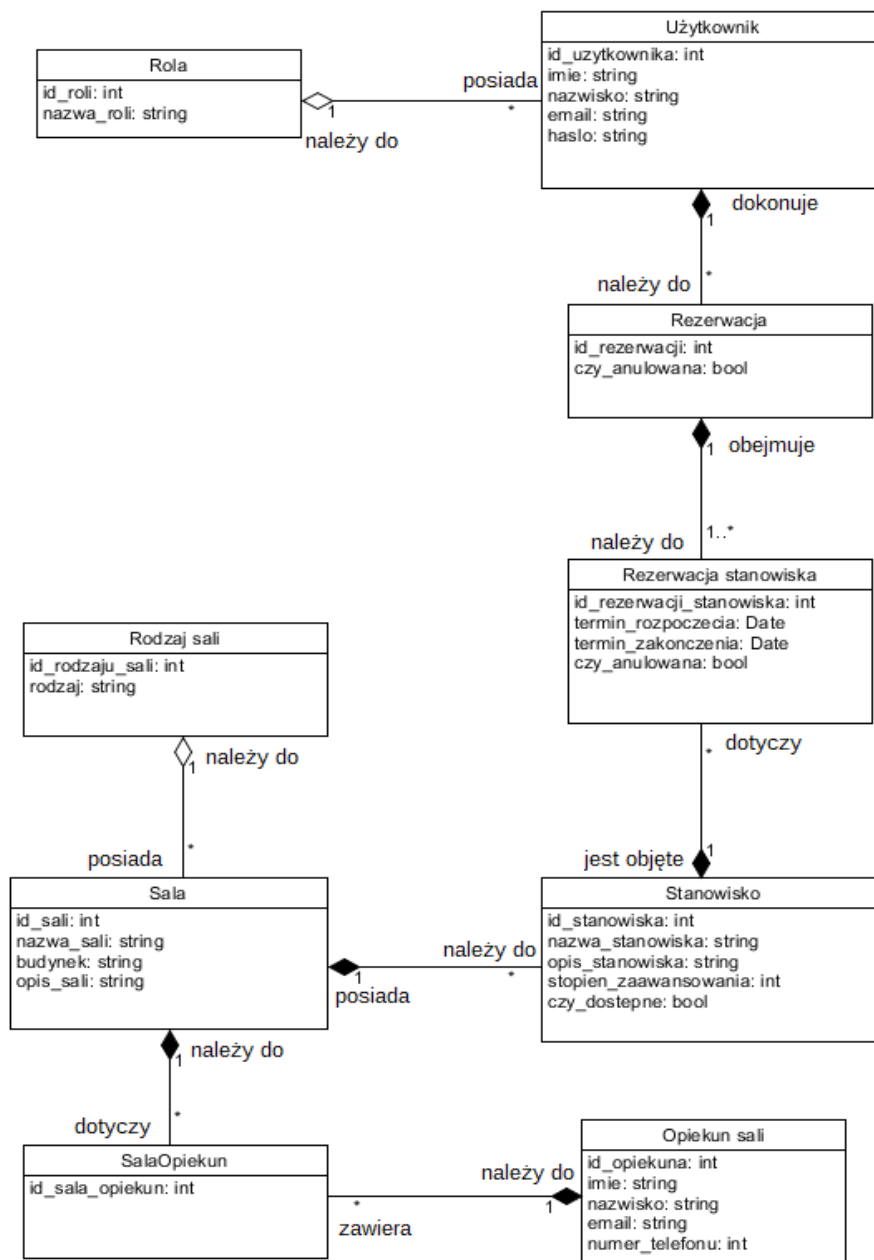 Użytkownik
id_uzytkownika: int
imie: string
nazwisko: string
email: string
haslo: string
Rola
id_roli: int
nazwa_roli: string
posiada
1
*
należy do
1
dokonuje
*
należy do
Rezerwacja
id_rezerwacji: int
czy_anulowana: bool
1
obejmuje
1..*
należy do
Rezerwacja stanowiska
id_rezerwacji_stanowiska: int
termin_rozpoczecia: Date
termin_zakonczenia: Date
czy_anulowana: bool
Rodzaj sali
id_rodzaju_sali: int
rodzaj: string
należy do
1
*
posiada
*
dotyczy
jest objęte
1
Sala
id_sali: int
nazwa_sali: string
budynek: string
opis_sali: string
Stanowisko
id_stanowiska: int
nazwa_stanowiska: string
opis_stanowiska: string
stopien_zaawansowania: int
czy_dostepne: bool
należy do
1
*
posiada
1
należy do
*
dotyczy
SalaOpiekun
id_sala_opiekun: int
Opiekun sali
id_opiekuna: int
imie: string
nazwisko: string
email: string
numer_telefonu: int
należy do
*
1
zawiera